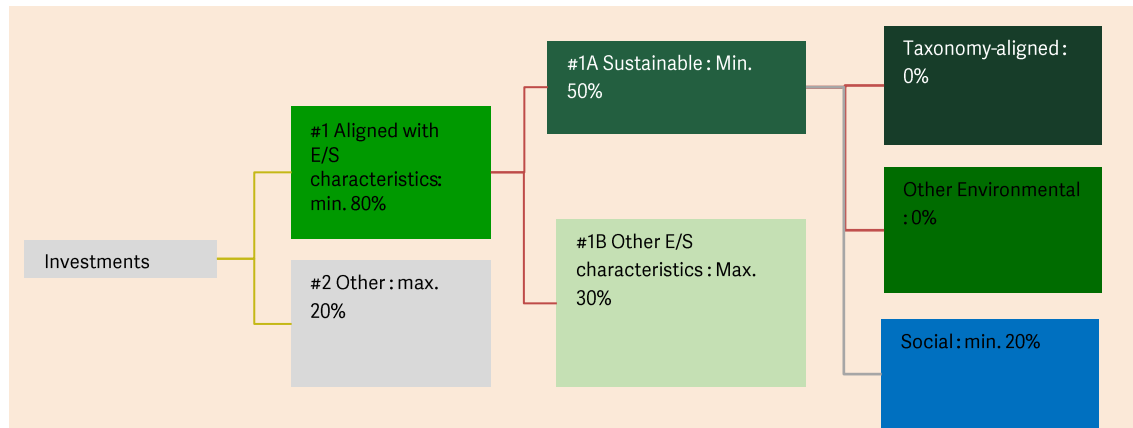 Investments
#1 Aligned with
E/S
characteristics:
min. 80%
#2 Other : max.
20%
#1A Sustainable : Min.
50%
#1B Other E/S
characteristics : Max.
30%
Taxonomy-aligned :
0%
Other Environmental
: 0%
Social : min. 20%